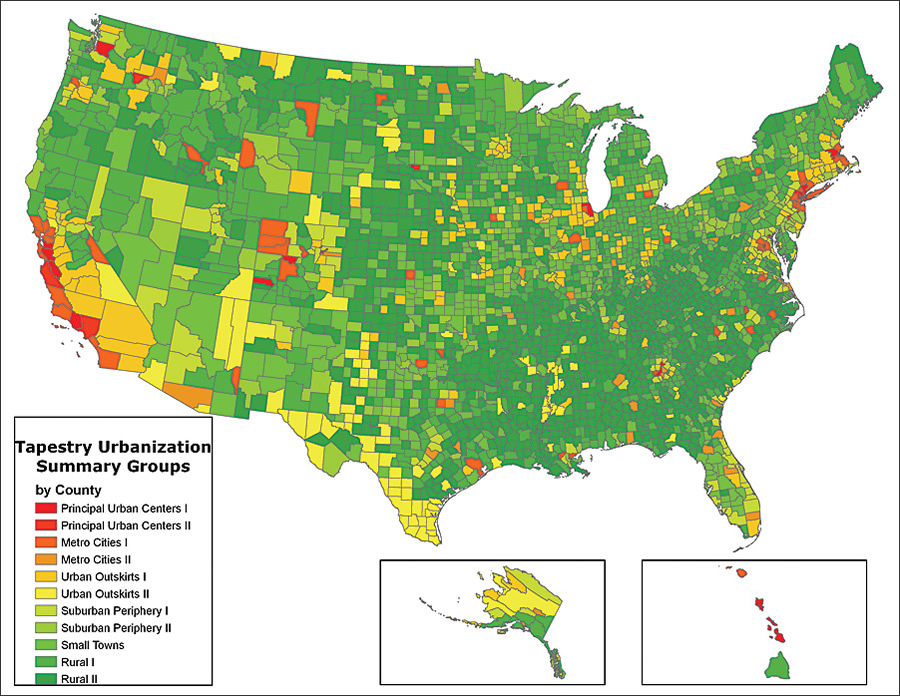 Tapestry Urbanization
Summary Groups
by County
Principal Urban Centers I
Principal Urban Centers II
Metro Cities I
Metro Cities II
Urban Outskirts I
Urban Outskirts II
Suburban Periphery I
Suburban Periphery II
Small Towns
Rural I
Rural II